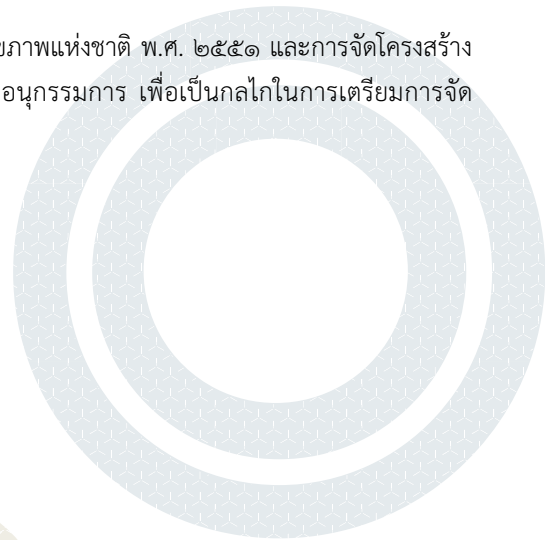 ขภาพแห่งชาติ พ.ศ. ๒๕๕๑ และการจัดโครงสร้าง
อนุกรรมการ เพื่อเป็นกลไกในการเตรียมการจัด